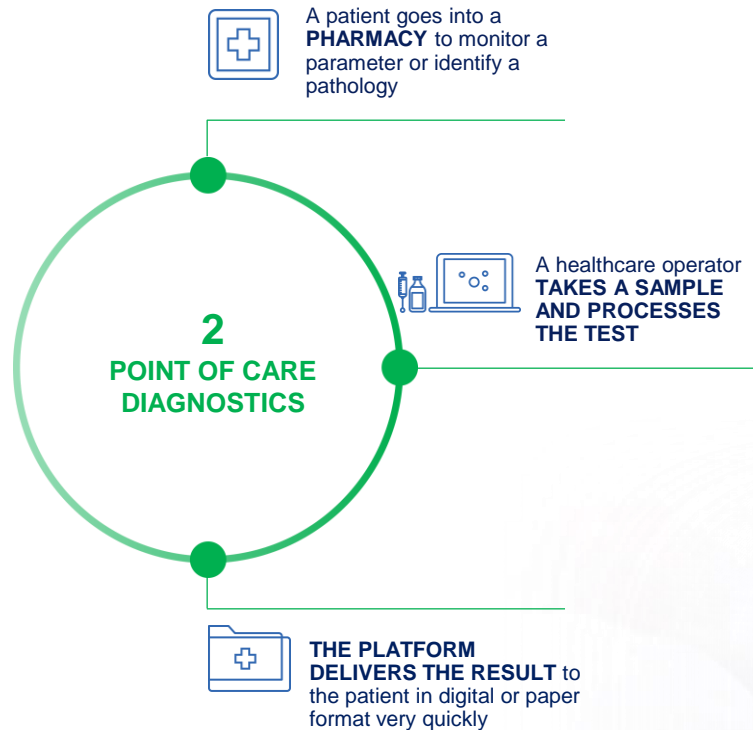 A patient goes into a
PHARMACY to monitor a
parameter or identify a
pathology
A healthcare operator
TAKES A SAMPLE
AND PROCESSES
THE TEST
2
POINT OF CARE
DIAGNOSTICS
THE PLATFORM
DELIVERS THE RESULT to
the patient in digital or paper
format very quickly